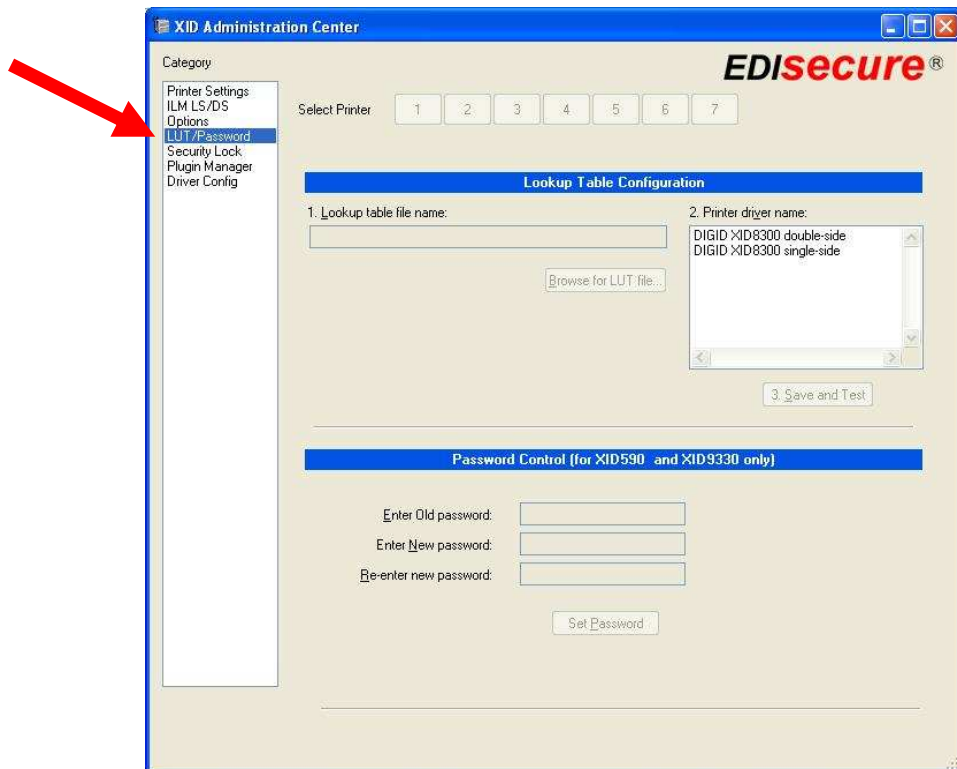 XID Administration Center
Category
EDIsecure®
Printer Settings
ILM LS/DS
Options
LUT/Password
Security Lock
Plugin Manager
Driver Config
Select Printer 1 2 3 4 5 6 7
Lookup Table Configuration
1. Lookup table file name:
2. Printer driver name:
DIGID XID8300 double-side
DIGID XID8300 single-side
Browse for LUT file...
3. Save and Test
Password Control (for XID590 and XID9330 only)
Enter Old password:
Enter New password:
Re-enter new password:
Set Password